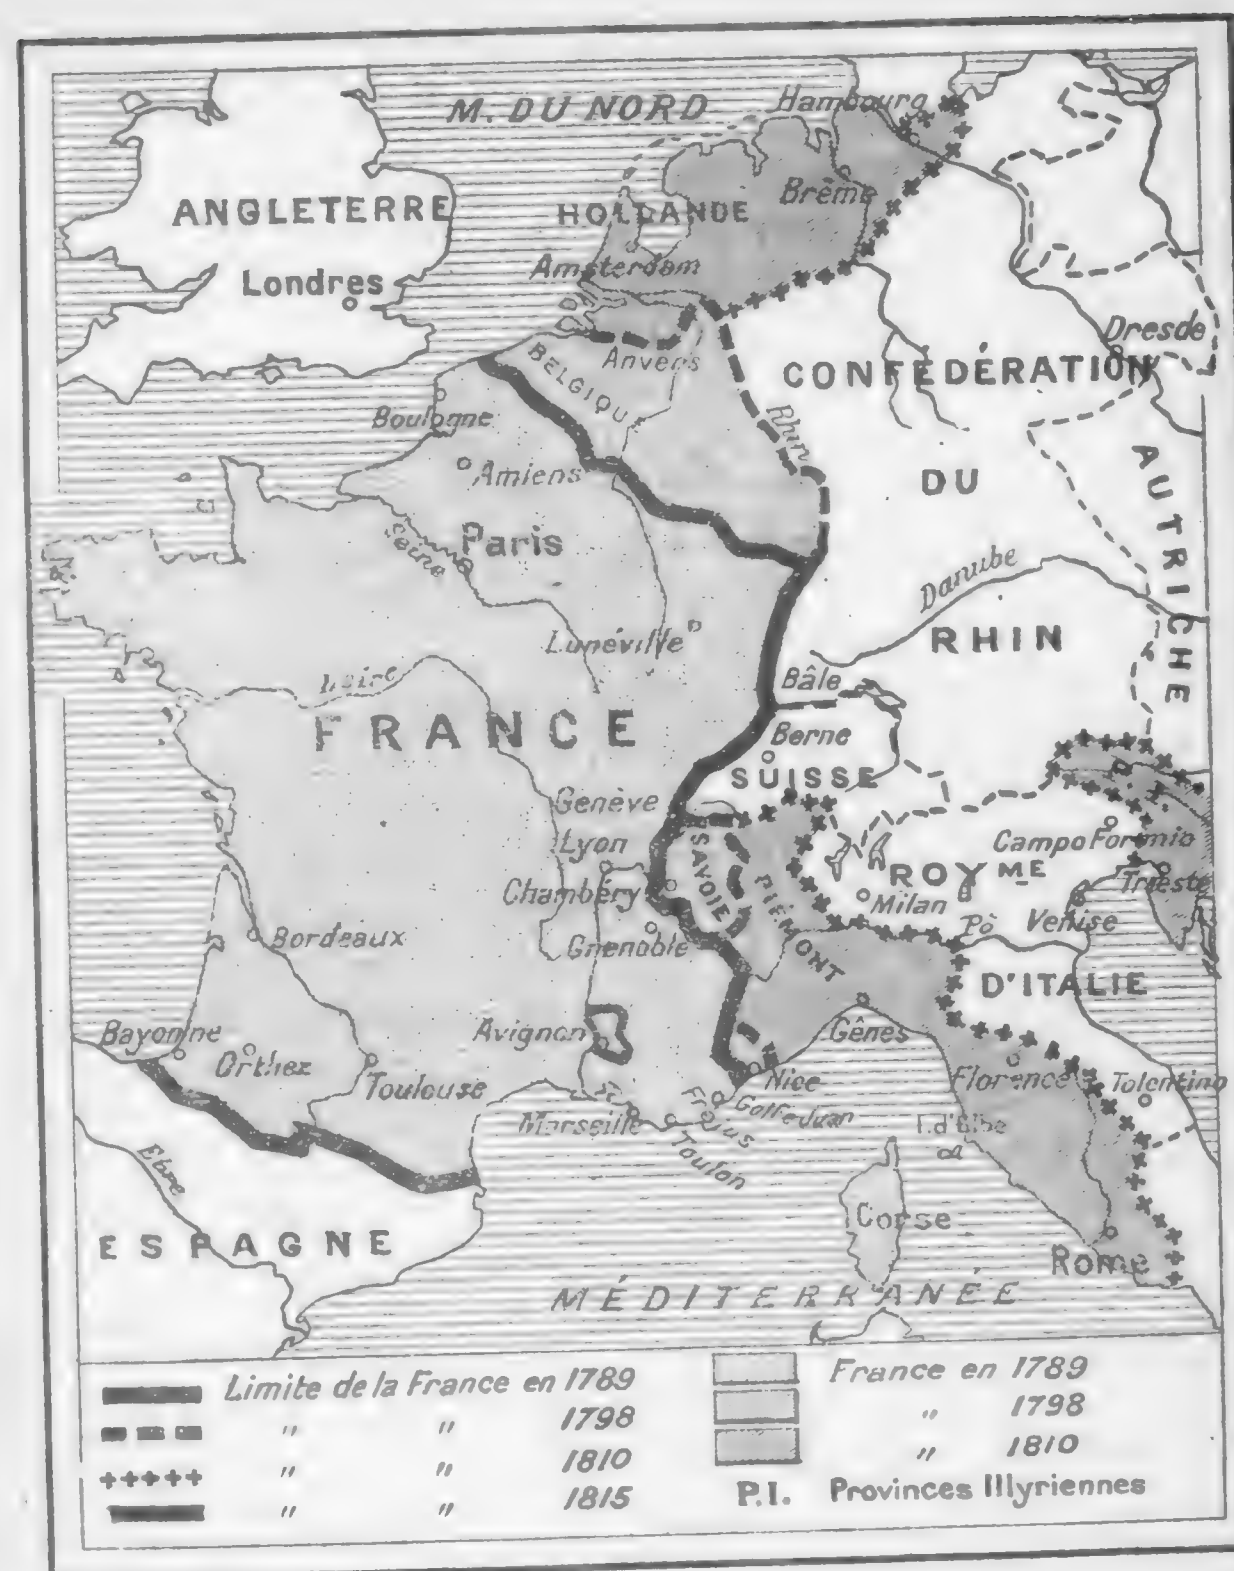 M. DU NORD
Hambourg
Brême
HOLLANDE
ANGLETERRE
Amsterdam
Londres
Dresde
Anvers
CONFÉDÉRATION
BELGIQU
Rhin
Boulogne
AUTRICHE
Amiens
DU
Paris
Seine
Danube
RHIN
Lunéville
Bâle
Loire
FRANCE
Berne
SUISSE
P. I.
Genève
Campo Formio
Lyon
SAVOIE
ROYME
Trieste
Chambéry
PIÉMONT
Milan
Venise
Pô
Bordeaux
Grenoble
D'ITALIE
Avignon
Gênes
Bayonne
Orthez
Toulouse
Nice
Florence
Tolentino
Golfe Juan
Fréjus
Marseille
Toulon
I. d'Elbe
Ebre
Corse
ESPAGNE
Rome
MÉDITERRANÉE
Limite de la France en 1789
" " 1798
" " 1810
" " 1815
France en 1789
" 1798
" 1810
P.I. Provinces Illyriennes